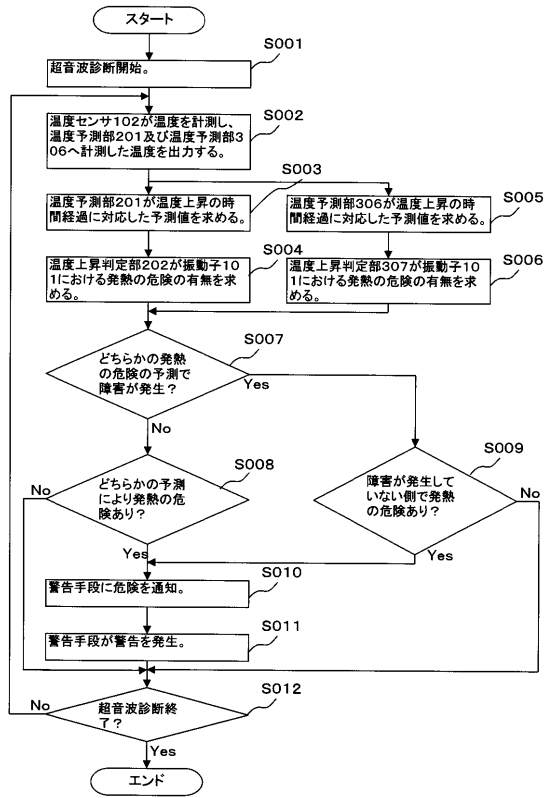 スタート
S001
超音波診断開始。
S002
温度センサ102が温度を計測し、
温度予測部201及び温度予測部3
06へ計測した温度を出力する。
S003
温度予測部201が温度上昇の時
間経過に対応した予測値を求める。
S005
温度予測部306が温度上昇の時
間経過に対応した予測値を求める。
S004
温度上昇判定部202が振動子10
1における発熱の危険の有無を求
める。
S006
温度上昇判定部307が振動子10
1における発熱の危険の有無を求
める。
S007
どちらかの発熱
の危険の予測で
障害が発生？
Yes
No
S008
どちらかの予測
により発熱の危
険あり？
No
Yes
S009
障害が発生して
いない側で発熱
の危険あり？
No
Yes
S010
警告手段に危険を通知。
S011
警告手段が警告を発生。
S012
超音波診断終
了？
No
Yes
エンド